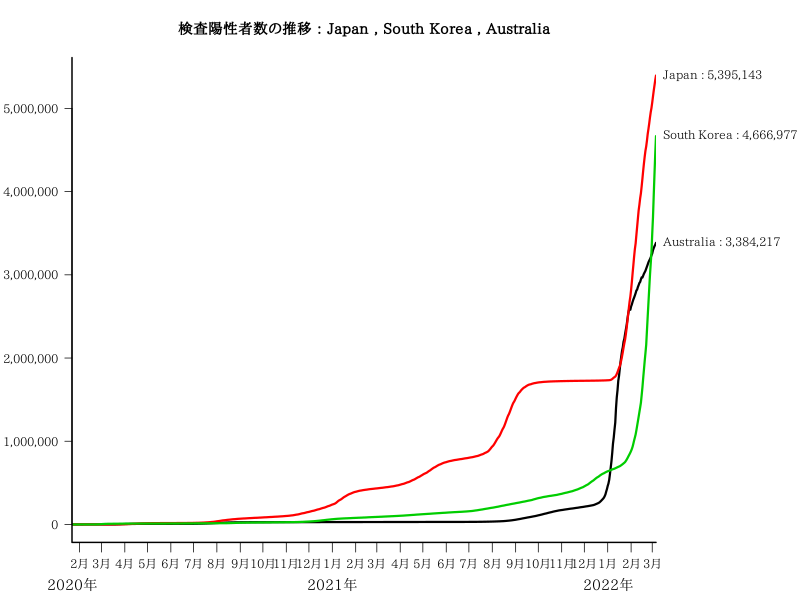 検査陽性者数の推移 : Japan , South Korea , Australia
Japan : 5,395,143
5,000,000
South Korea : 4,666,977
4,000,000
Australia : 3,384,217
3,000,000
2,000,000
1,000,000
0
2月 3月 4月 5月 6月 7月 8月 9月 10月 11月 12月 1月 2月 3月 4月 5月 6月 7月 8月 9月 10月 11月 12月 1月 2月 3月
2020年 2021年 2022年